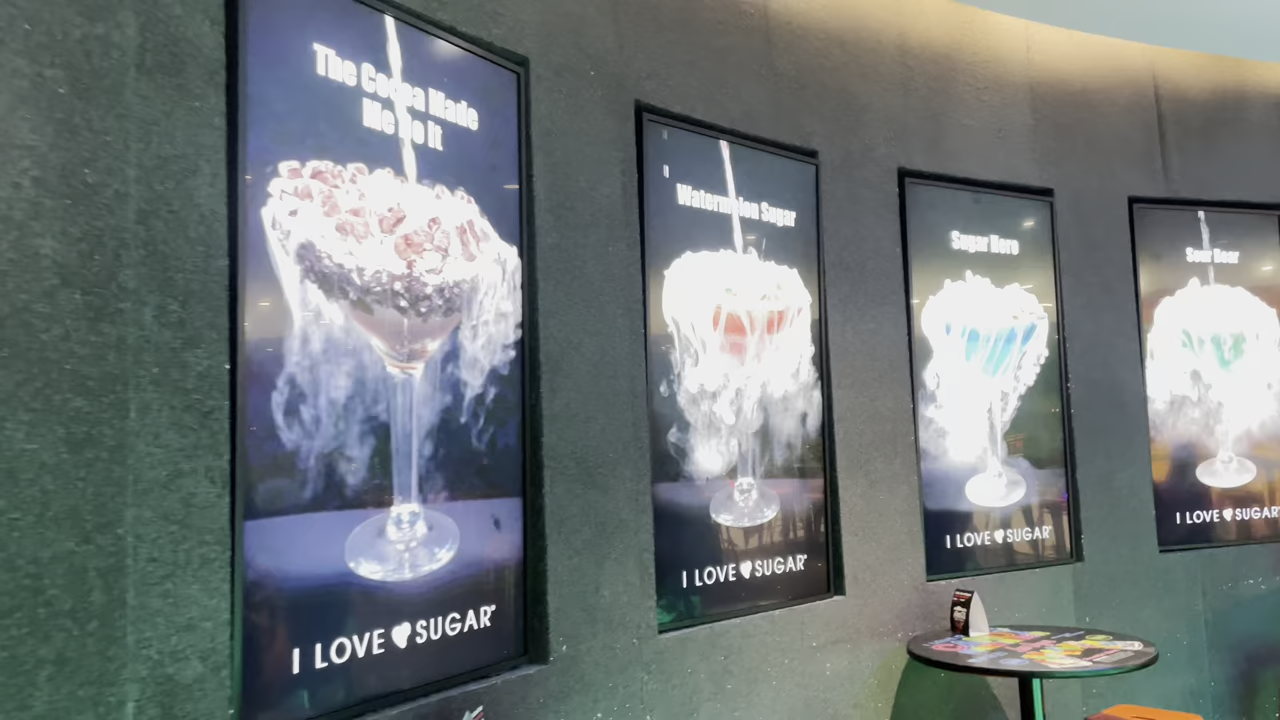 The Cocoa Made
Me Do It
I LOVE SUGAR
Watermelon Sugar
I LOVE SUGAR
Sugar Hero
I LOVE SUGAR
Sour Bear
I LOVE SUGAR